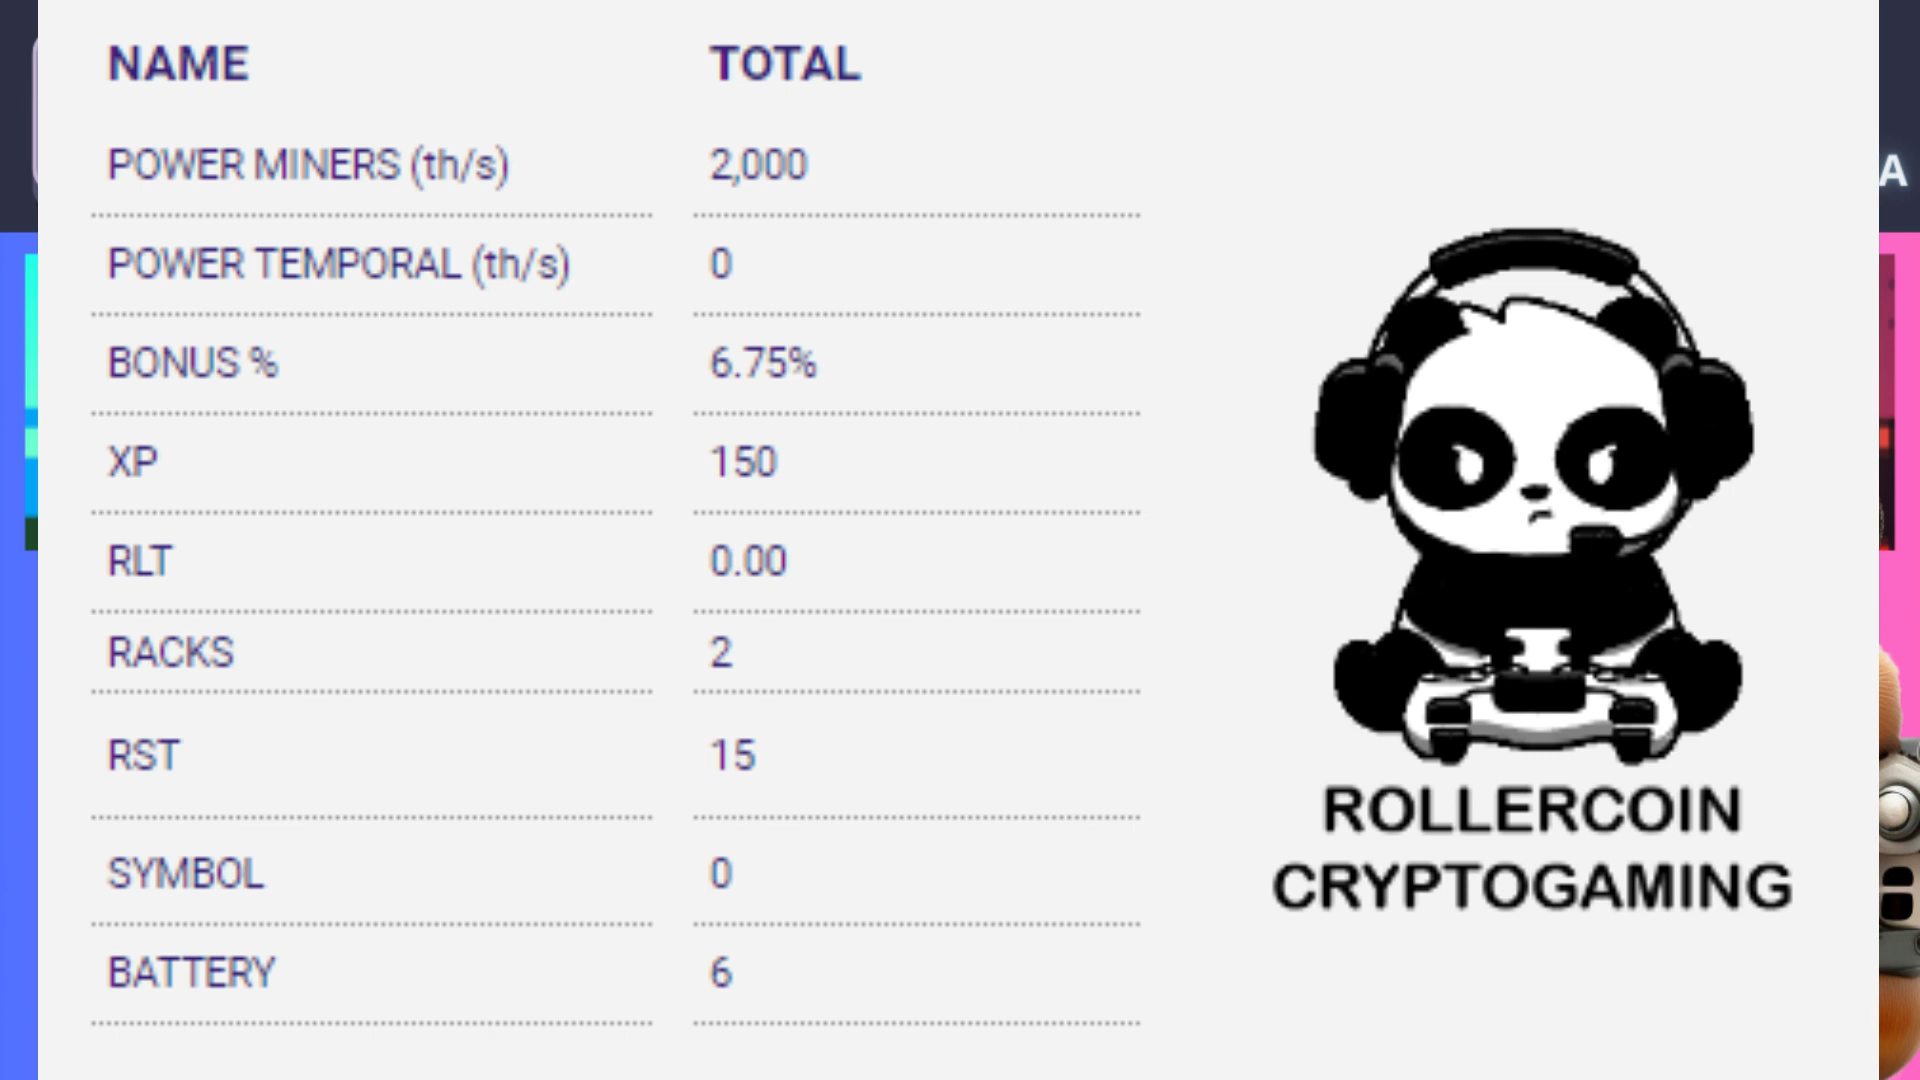 NAME TOTAL
POWER MINERS (th/s) 2,000
POWER TEMPORAL (th/s) 0
BONUS % 6.75%
XP 150
RLT 0.00
RACKS 2
RST 15
SYMBOL 0
BATTERY 6
ROLLERCOIN
CRYPTOGAMING
A